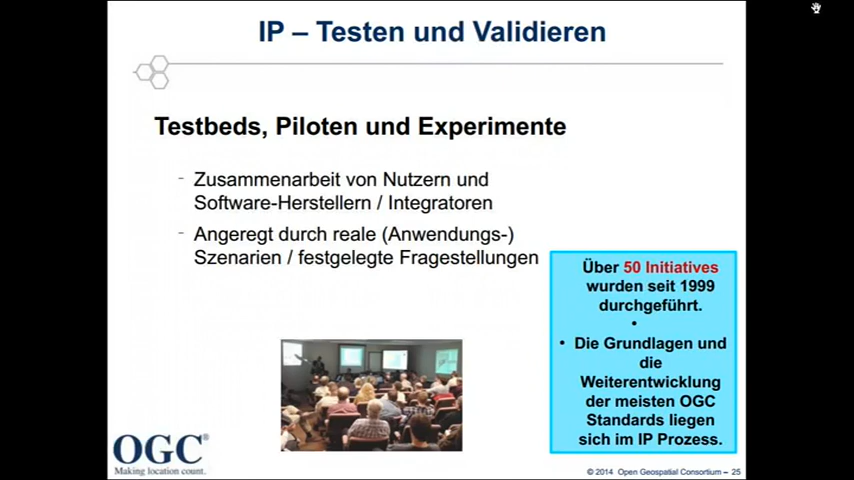 IP – Testen und Validieren
Testbeds, Piloten und Experimente
- Zusammenarbeit von Nutzern und
Software-Herstellern / Integratoren
- Angeregt durch reale (Anwendungs-)
Szenarien / festgelegte Fragestellungen
Über 50 Initiatives
wurden seit 1999
durchgeführt.
•
• Die Grundlagen und
die
Weiterentwicklung
der meisten OGC
Standards liegen
sich im IP Prozess.
OGC®
Making location count.
© 2014 Open Geospatial Consortium – 25